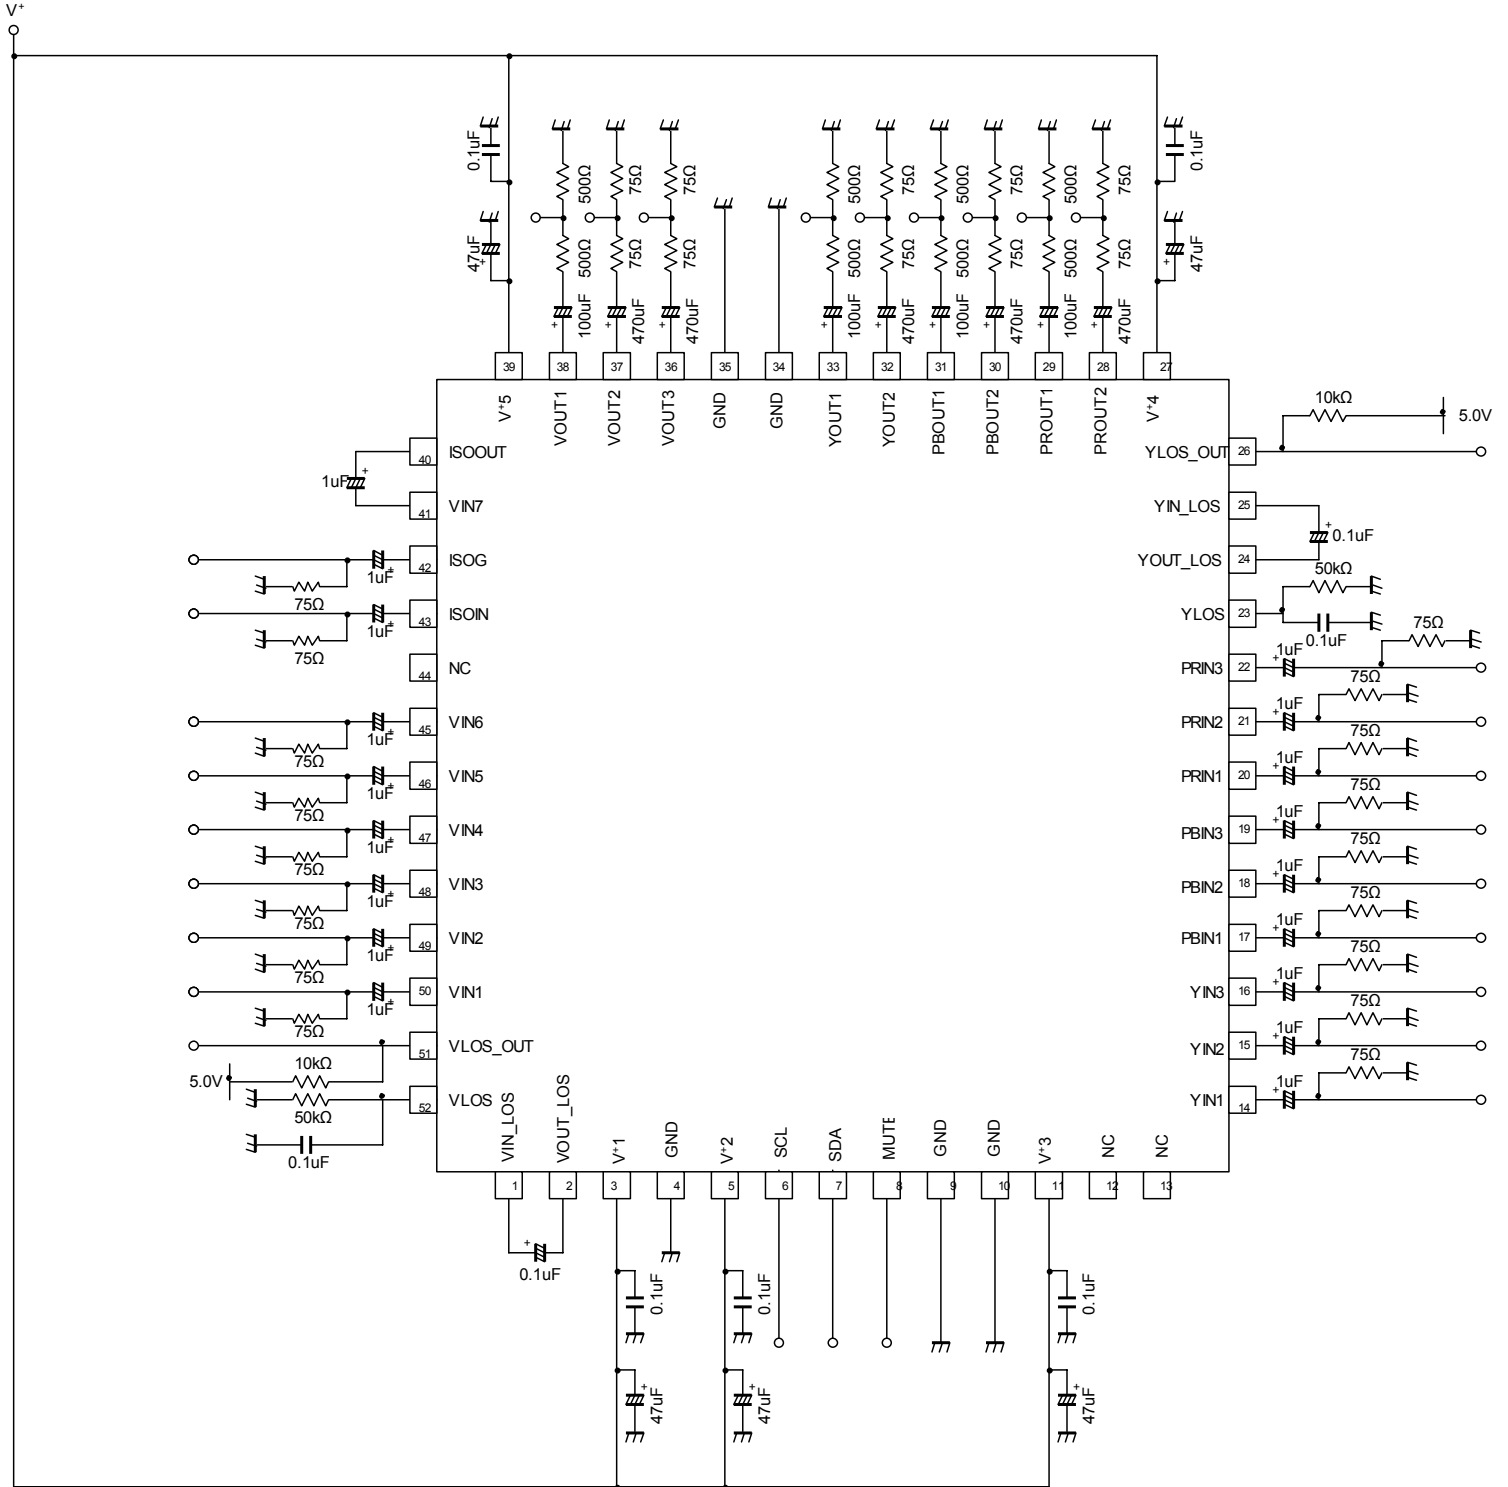 V+
0.1uF
500Ω
75Ω
75Ω
500Ω
75Ω
500Ω
75Ω
500Ω
75Ω
0.1uF
47uF
500Ω
75Ω
75Ω
500Ω
75Ω
500Ω
75Ω
500Ω
75Ω
47uF
+
+
+ 100uF
+ 470uF
+ 470uF
+ 100uF
+ 470uF
+ 100uF
+ 470uF
+ 100uF
+ 470uF
39
38
37
36
35
34
33
32
31
30
29
28
27
V+5
VOUT1
VOUT2
VOUT3
GND
GND
YOUT1
YOUT2
PBOUT1
PBOUT2
PROUT1
PROUT2
V+4
10kΩ
5.0V
40 ISOOUT
YLOS_OUT 26
1uF +
41 VIN7
YIN_LOS 25
+ 0.1uF
42 ISOG
YOUT_LOS 24
1uF +
75Ω
50kΩ
43 ISOIN
YLOS 23
1uF +
75Ω
0.1uF
75Ω
44 NC
PRIN3 22
+ 1uF
75Ω
45 VIN6
PRIN2 21
1uF +
75Ω
+ 1uF
75Ω
46 VIN5
PRIN1 20
1uF +
75Ω
+ 1uF
75Ω
47 VIN4
PBIN3 19
1uF +
75Ω
+ 1uF
75Ω
48 VIN3
PBIN2 18
1uF +
75Ω
+ 1uF
75Ω
49 VIN2
PBIN1 17
1uF +
75Ω
+ 1uF
75Ω
50 VIN1
YIN3 16
1uF +
75Ω
+ 1uF
75Ω
51 VLOS_OUT
YIN2 15
+ 1uF
75Ω
10kΩ
5.0V
52 VLOS
YIN1 14
+ 1uF
50kΩ
0.1uF
VIN_LOS
VOUT_LOS
V+1
GND
V+2
SCL
SDA
MUTE
GND
GND
V+3
NC
NC
1
2
3
4
5
6
7
8
9
10
11
12
13
+
0.1uF
0.1uF
0.1uF
0.1uF
+ 47uF
+ 47uF
+ 47uF